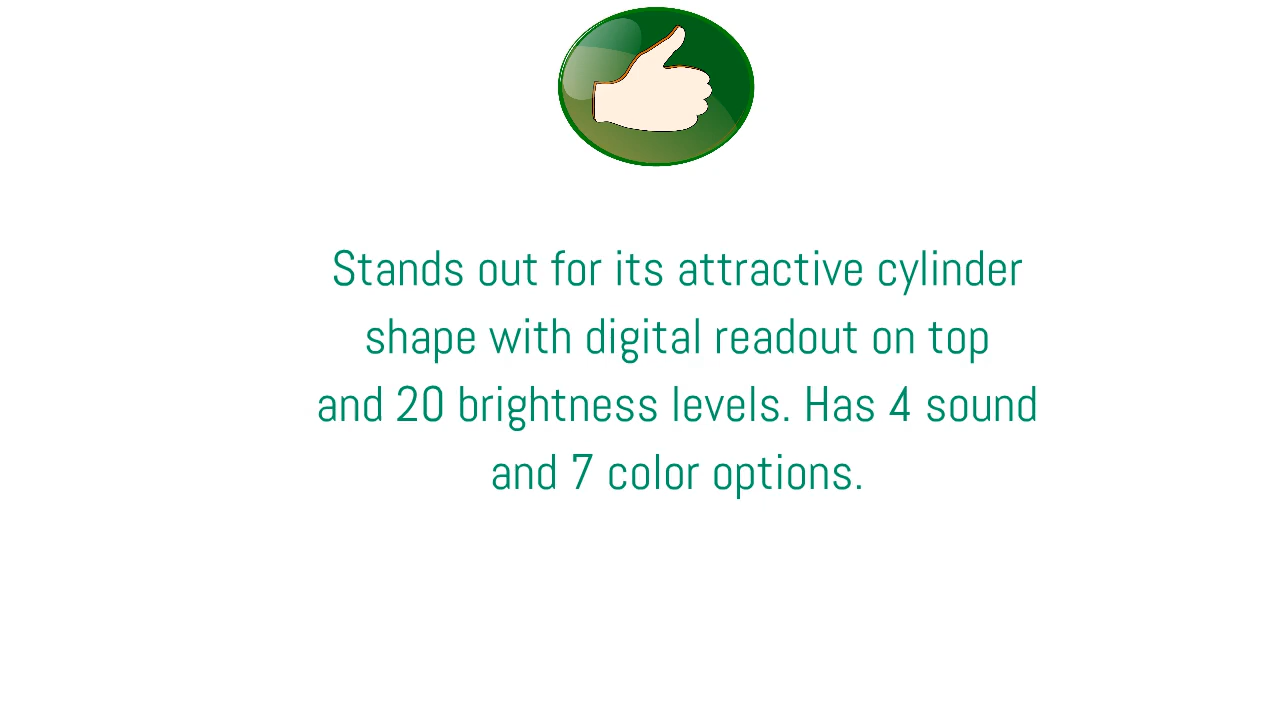 Stands out for its attractive cylinder
shape with digital readout on top
and 20 brightness levels. Has 4 sound
and 7 color options.